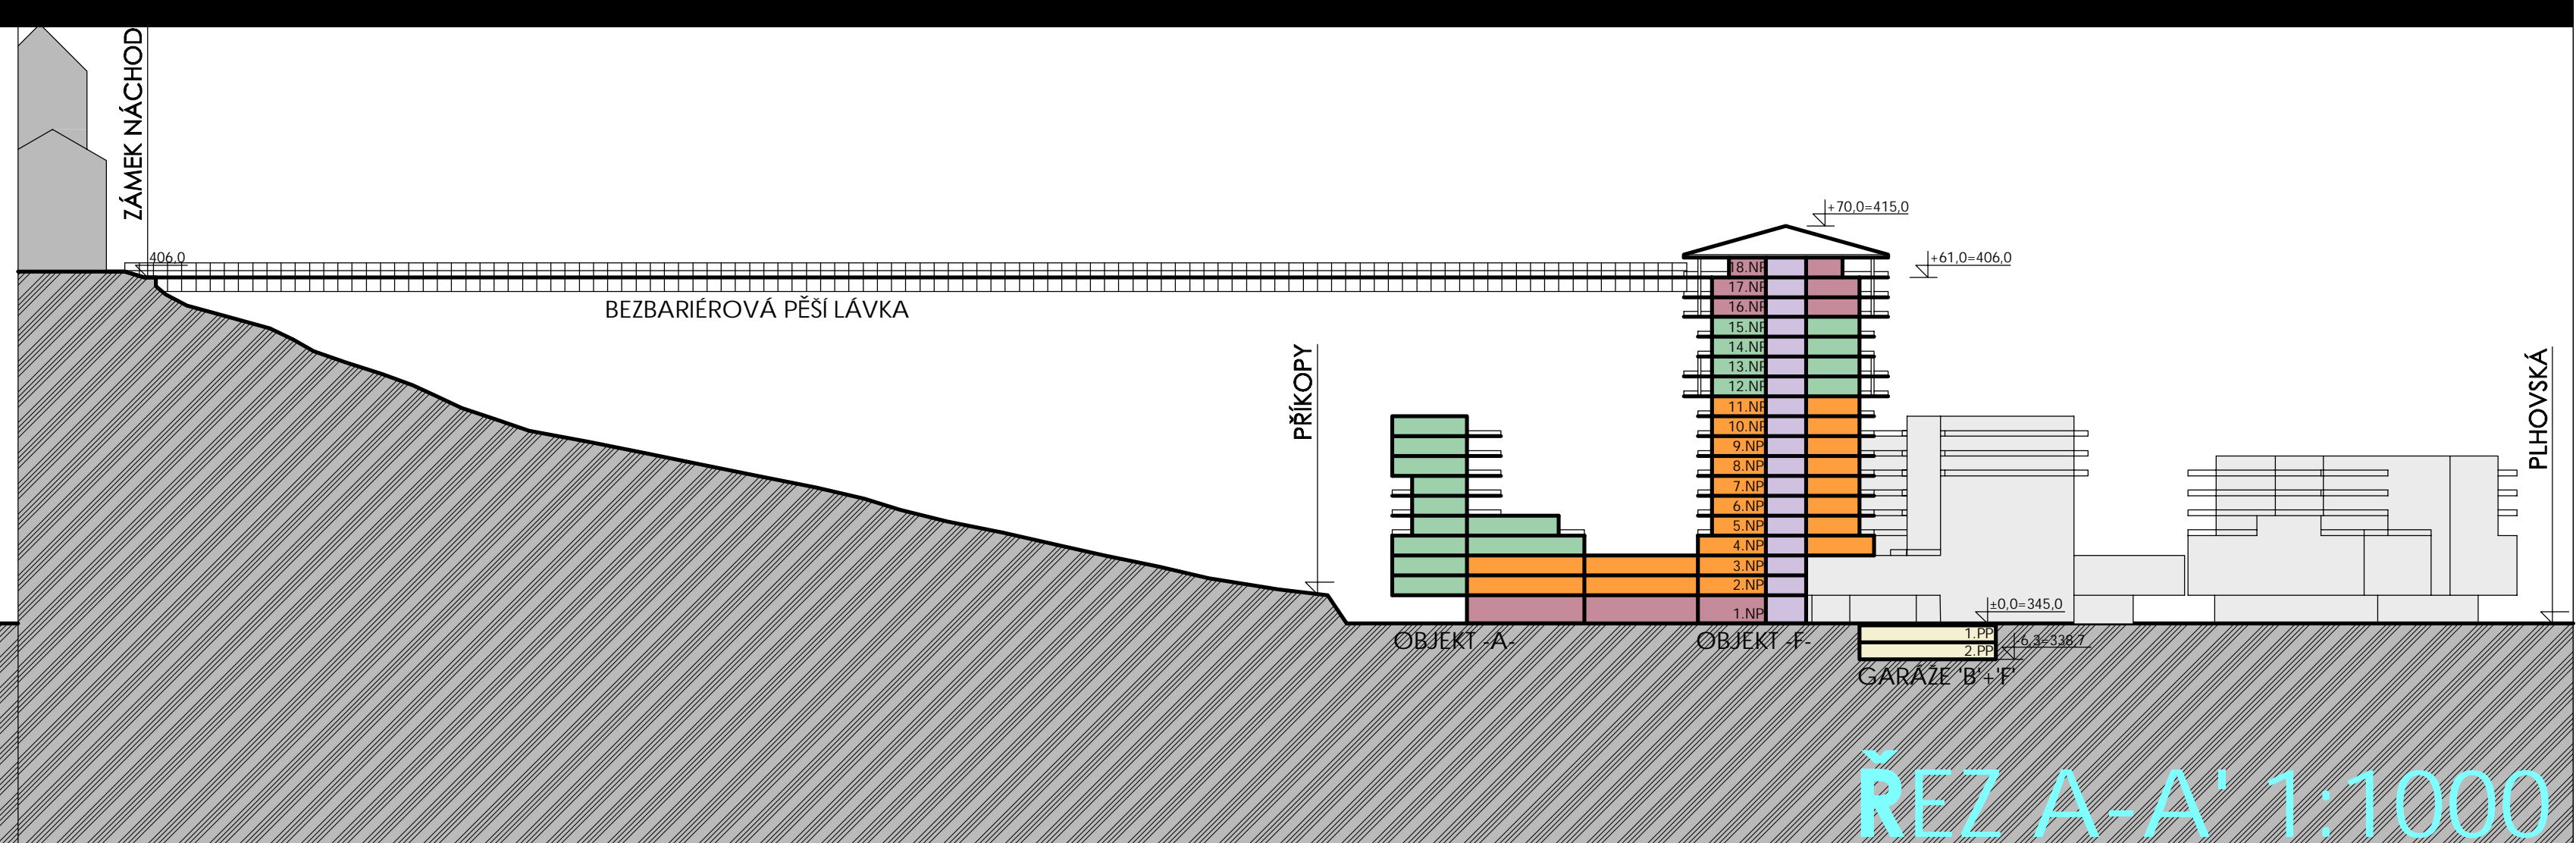 ZÁMEK NÁCHOD
406,0
BEZBARIÉROVÁ PĚŠÍ LÁVKA
+70,0=415,0
+61,0=406,0
18.NP
17.NP
16.NP
15.NP
14.NP
13.NP
12.NP
11.NP
10.NP
9.NP
8.NP
7.NP
6.NP
5.NP
4.NP
3.NP
2.NP
1.NP
PŘÍKOPY
PLHOVSKÁ
±0,0=345,0
OBJEKT -A-
OBJEKT -F-
1.PP
2.PP
-6,3=338,7
GARÁŽE 'B'+'F'
ŘEZ A-A' 1:1000